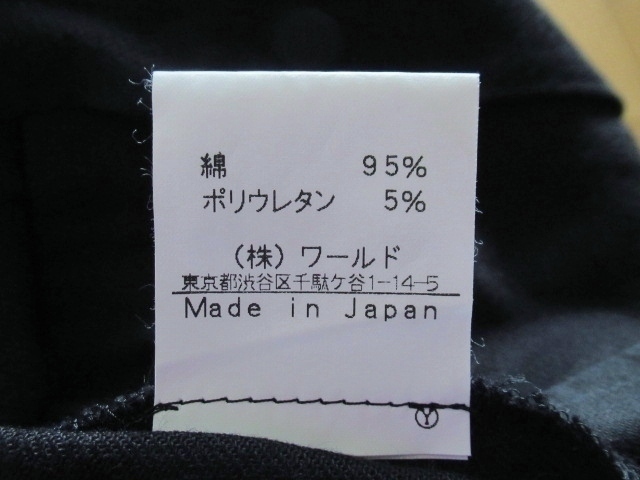 綿 95%
ポリウレタン 5%
(株) ワールド
東京都渋谷区千駄ケ谷1-14-5
Made in Japan
Y